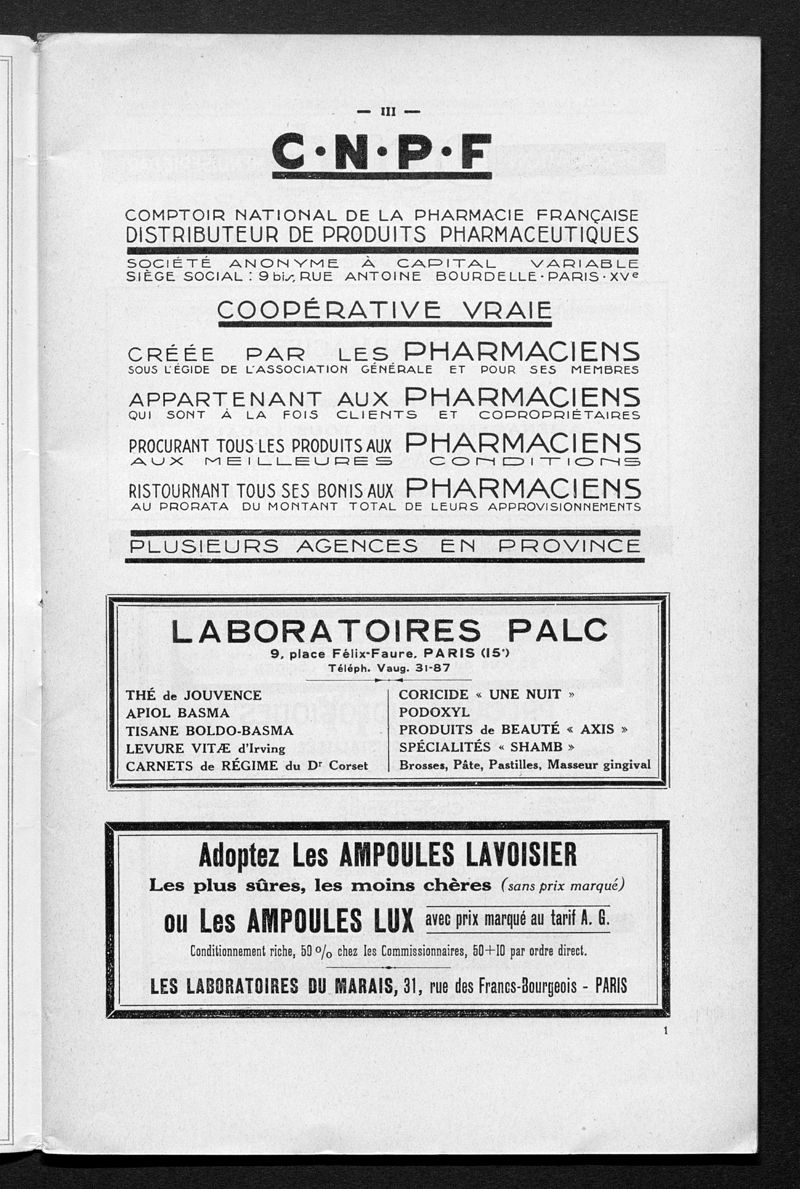 — III —
C·N·P·F
COMPTOIR NATIONAL DE LA PHARMACIE FRANÇAISE
DISTRIBUTEUR DE PRODUITS PHARMACEUTIQUES
SOCIÉTÉ ANONYME À CAPITAL VARIABLE
SIÈGE SOCIAL : 9 bis, RUE ANTOINE BOURDELLE · PARIS · XVe
COOPÉRATIVE VRAIE
CRÉÉE PAR LES PHARMACIENS
SOUS L'ÉGIDE DE L'ASSOCIATION GÉNÉRALE ET POUR SES MEMBRES
APPARTENANT AUX PHARMACIENS
QUI SONT À LA FOIS CLIENTS ET COPROPRIÉTAIRES
PROCURANT TOUS LES PRODUITS AUX PHARMACIENS
AUX MEILLEURES CONDITIONS
RISTOURNANT TOUS SES BONIS AUX PHARMACIENS
AU PRORATA DU MONTANT TOTAL DE LEURS APPROVISIONNEMENTS
PLUSIEURS AGENCES EN PROVINCE
LABORATOIRES PALC
9, place Félix-Faure, PARIS (15e)
Téléph. Vaug. 31-87
THÉ de JOUVENCE
APIOL BASMA
TISANE BOLDO-BASMA
LEVURE VITÆ d'Irving
CARNETS de RÉGIME du Dr Corset
CORICIDE « UNE NUIT »
PODOXYL
PRODUITS de BEAUTÉ « AXIS »
SPÉCIALITÉS « SHAMB »
Brosses, Pâte, Pastilles, Masseur gingival
Adoptez Les AMPOULES LAVOISIER
Les plus sûres, les moins chères (sans prix marqué)
ou Les AMPOULES LUX avec prix marqué au tarif A. G.
Conditionnement riche, 50 % chez les Commissionnaires, 50+10 par ordre direct.
LES LABORATOIRES DU MARAIS, 31, rue des Francs-Bourgeois - PARIS
1